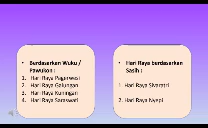 • Berdasarkan Wuku /
Pawukon :
1. Hari Raya Pagerwesi
2. Hari Raya Galungan
3. Hari Raya Kuningan
4. Hari Raya Saraswati
• Hari Raya berdasarkan
Sasih :
1. Hari Raya Sivaratri
2. Hari Raya Nyepi